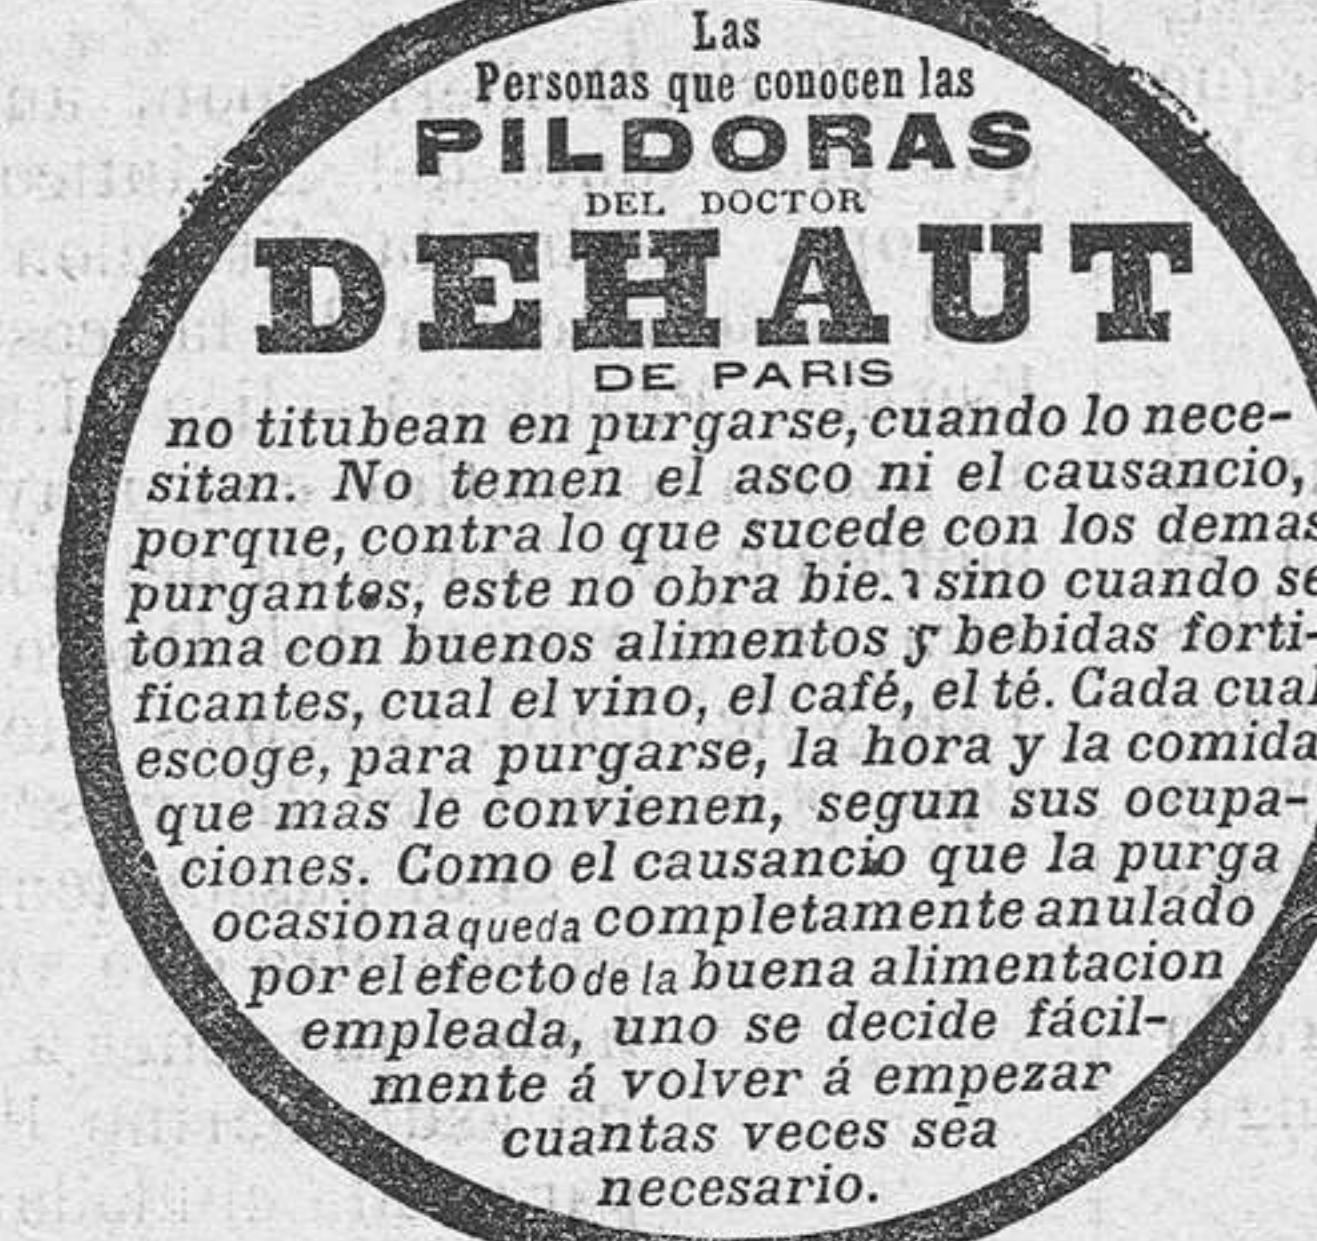 Las
Personas que conocen las
PILDORAS
DEL DOCTOR
DEHAUT
DE PARIS
no titubean en purgarse, cuando lo nece-
sitan. No temen el asco ni el causancio,
porque, contra lo que sucede con los demas
purgantes, este no obra bien sino cuando se
toma con buenos alimentos y bebidas forti-
ficantes, cual el vino, el café, el té. Cada cual
escoge, para purgarse, la hora y la comida
que mas le convienen, segun sus ocupa-
ciones. Como el causancio que la purga
ocasiona queda completamente anulado
por el efecto de la buena alimentacion
empleada, uno se decide fácil-
mente á volver á empezar
cuantas veces sea
necesario.